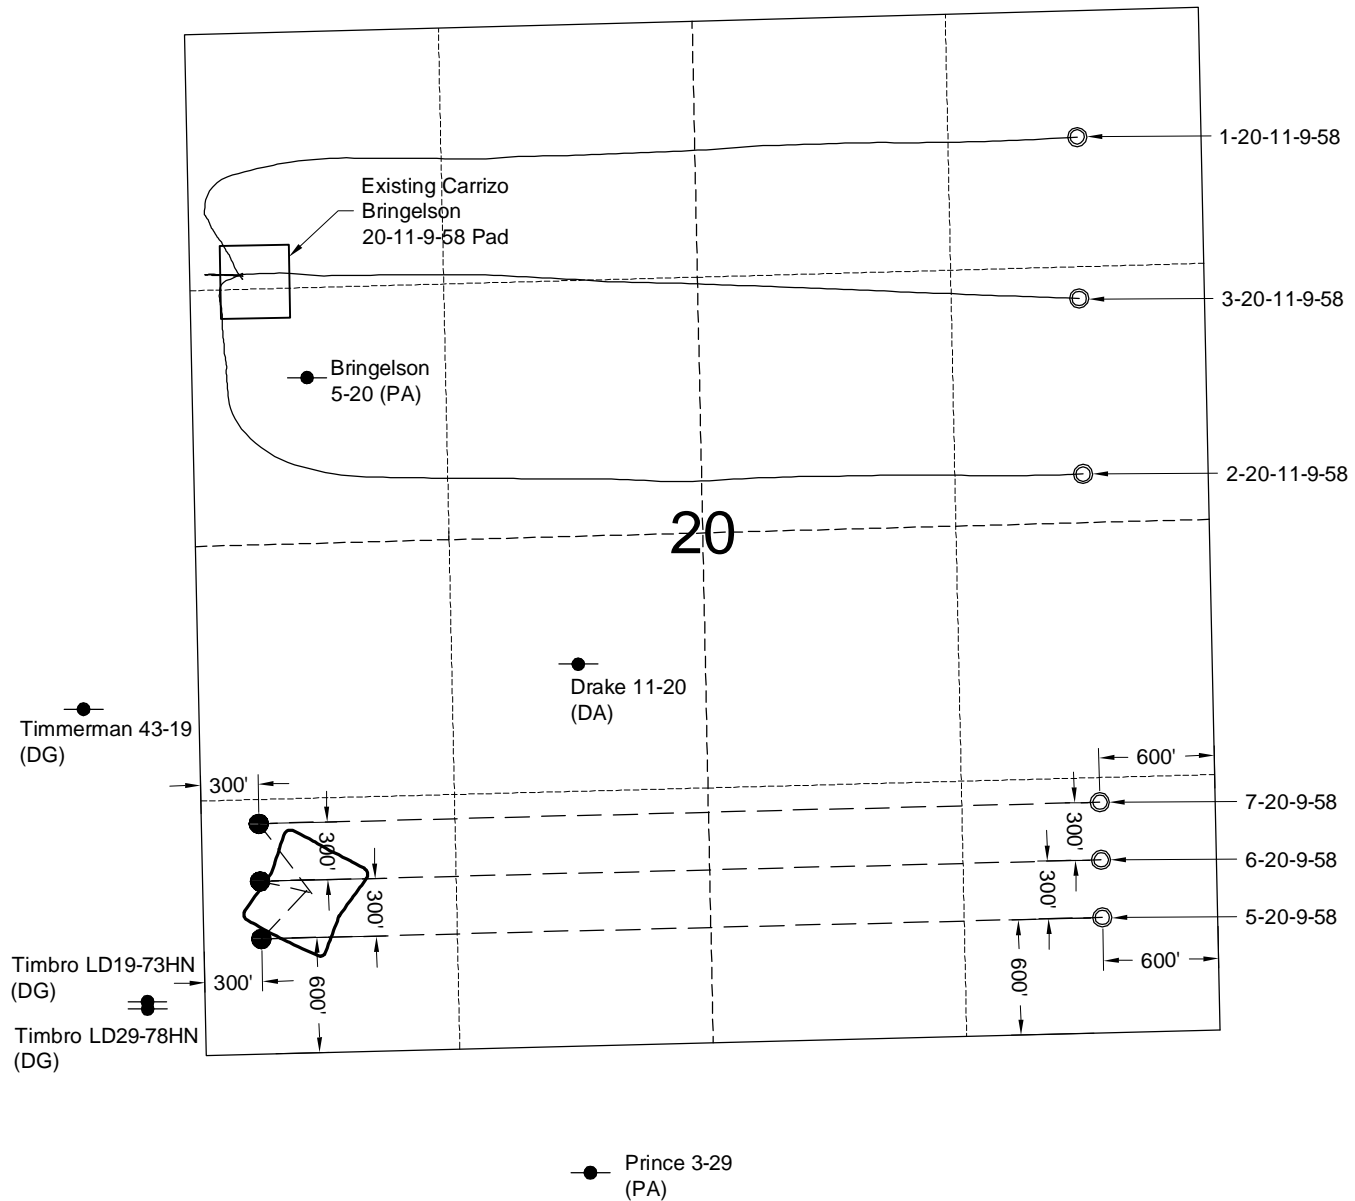 1-20-11-9-58
Existing Carrizo
Bringelson
20-11-9-58 Pad
3-20-11-9-58
Bringelson
5-20 (PA)
2-20-11-9-58
20
Drake 11-20
(DA)
Timmerman 43-19
(DG)
600'
300'
7-20-9-58
300'
300'
6-20-9-58
300'
300'
5-20-9-58
600'
Timbro LD19-73HN
(DG)
300'
600'
600'
Timbro LD29-78HN
(DG)
Prince 3-29
(PA)